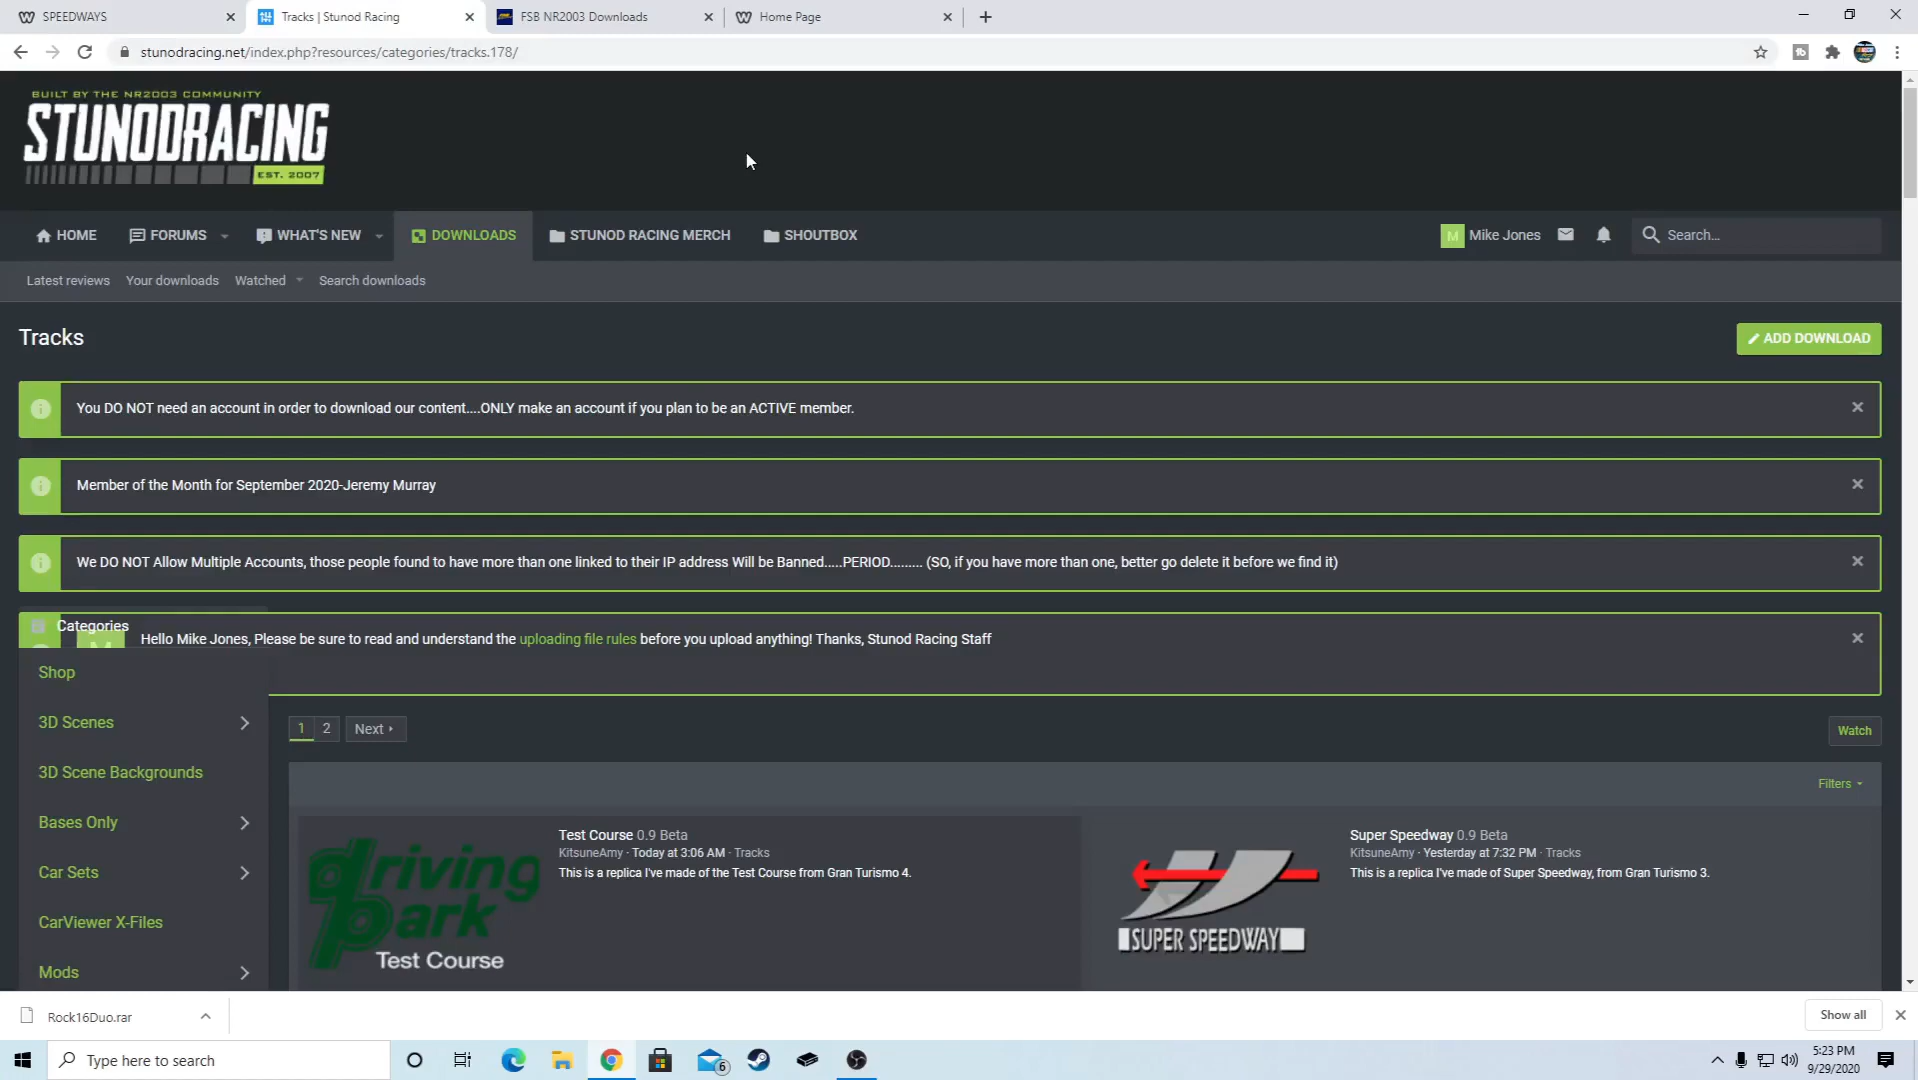 SPEEDWAYS
Tracks | Stunod Racing
FSB NR2003 Downloads
Home Page
stunodracing.net/index.php?resources/categories/tracks.178/
BUILT BY THE NR2003 COMMUNITY
STUNODRACING
EST. 2007
HOME
FORUMS
WHAT'S NEW
DOWNLOADS
STUNOD RACING MERCH
SHOUTBOX
M
Mike Jones
Search...
Latest reviews
Your downloads
Watched
Search downloads
Tracks
ADD DOWNLOAD
You DO NOT need an account in order to download our content....ONLY make an account if you plan to be an ACTIVE member.
Member of the Month for September 2020-Jeremy Murray
We DO NOT Allow Multiple Accounts, those people found to have more than one linked to their IP address Will be Banned.....PERIOD......... (SO, if you have more than one, better go delete it before we find it)
Categories
Hello Mike Jones, Please be sure to read and understand the uploading file rules before you upload anything! Thanks, Stunod Racing Staff
Shop
3D Scenes
3D Scene Backgrounds
Bases Only
Car Sets
CarViewer X-Files
Mods
1
2
Next
Watch
Filters
driving
park
Test Course
Test Course 0.9 Beta
KitsuneAmy · Today at 3:06 AM · Tracks
This is a replica I've made of the Test Course from Gran Turismo 4.
SUPER SPEEDWAY
Super Speedway 0.9 Beta
KitsuneAmy · Yesterday at 7:32 PM · Tracks
This is a replica I've made of Super Speedway, from Gran Turismo 3.
Rock16Duo.rar
Show all
Type here to search
6
5:23 PM
9/29/2020